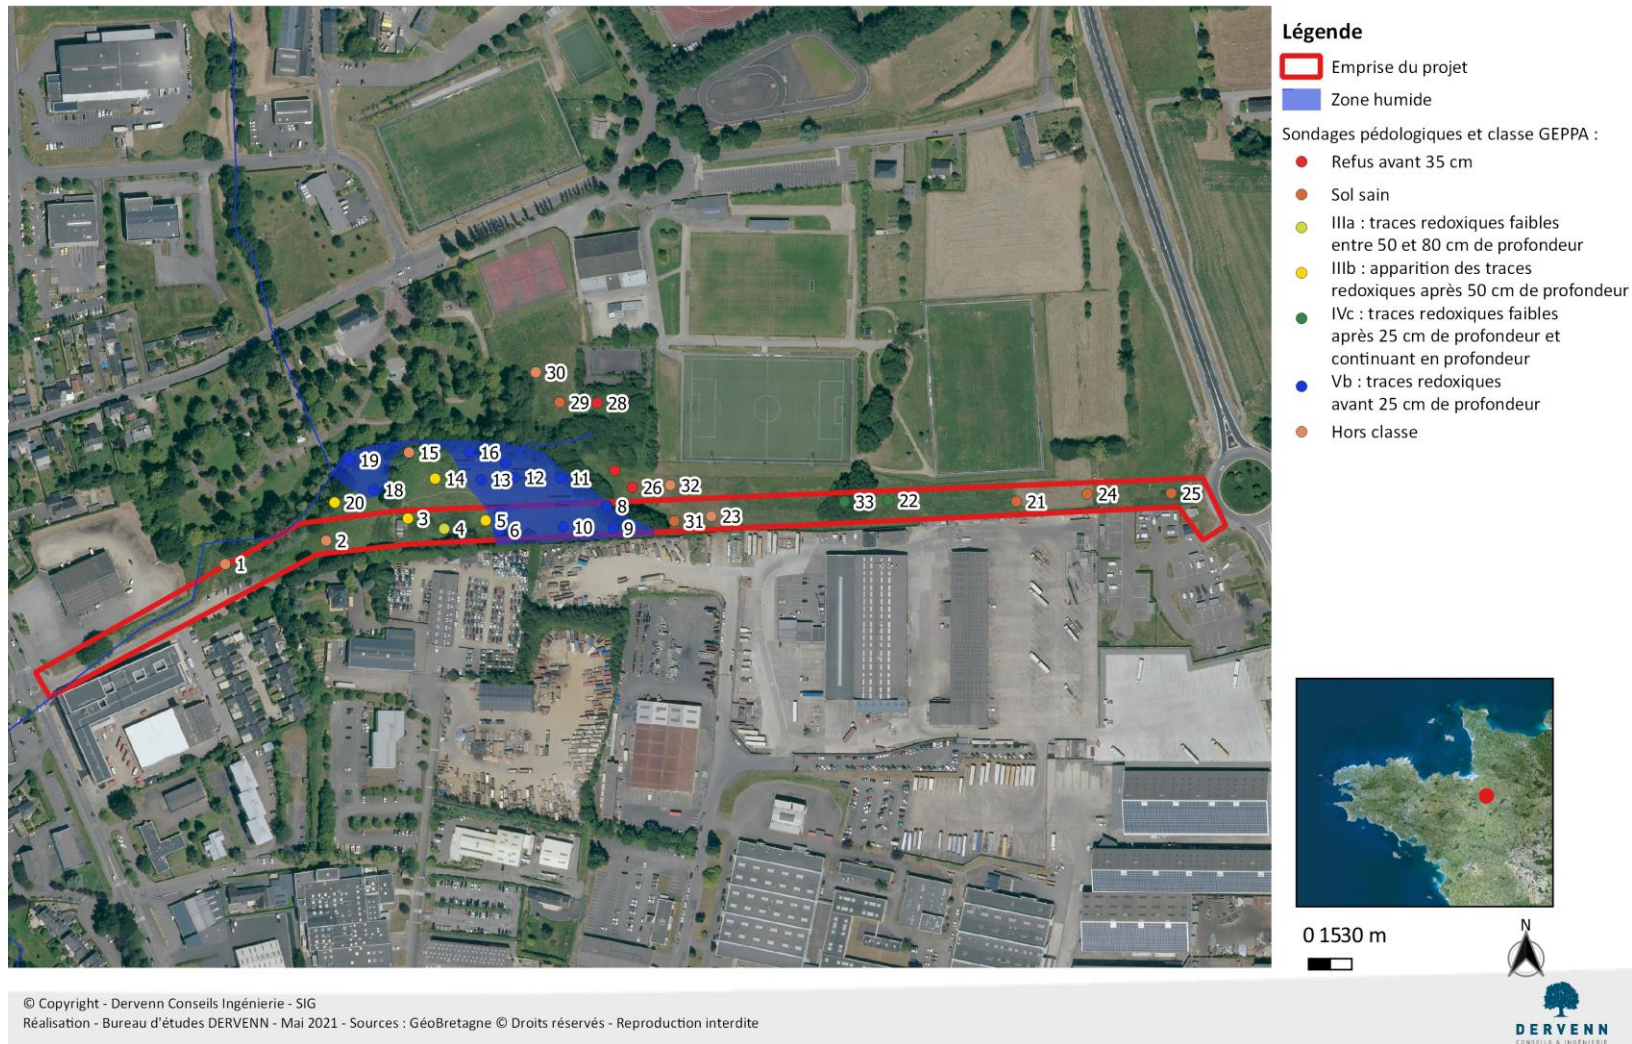 Légende
Emprise du projet
Zone humide
Sondages pédologiques et classe GEPPA :
Refus avant 35 cm
Sol sain
IIIa : traces redoxiques faibles
entre 50 et 80 cm de profondeur
IIIb : apparition des traces
redoxiques après 50 cm de profondeur
IVc : traces redoxiques faibles
après 25 cm de profondeur et
continuant en profondeur
Vb : traces redoxiques
avant 25 cm de profondeur
Hors classe
30
29
28
15
16
19
14
13
12
11
18
26
32
20
8
33
22
21
24
25
3
4
5
6
10
9
31
23
2
1
0 1530 m
N
© Copyright - Dervenn Conseils Ingénierie - SIG
Réalisation - Bureau d'études DERVENN - Mai 2021 - Sources : GéoBretagne © Droits réservés - Reproduction interdite
DERVENN
CONSEILS & INGÉNIERIE